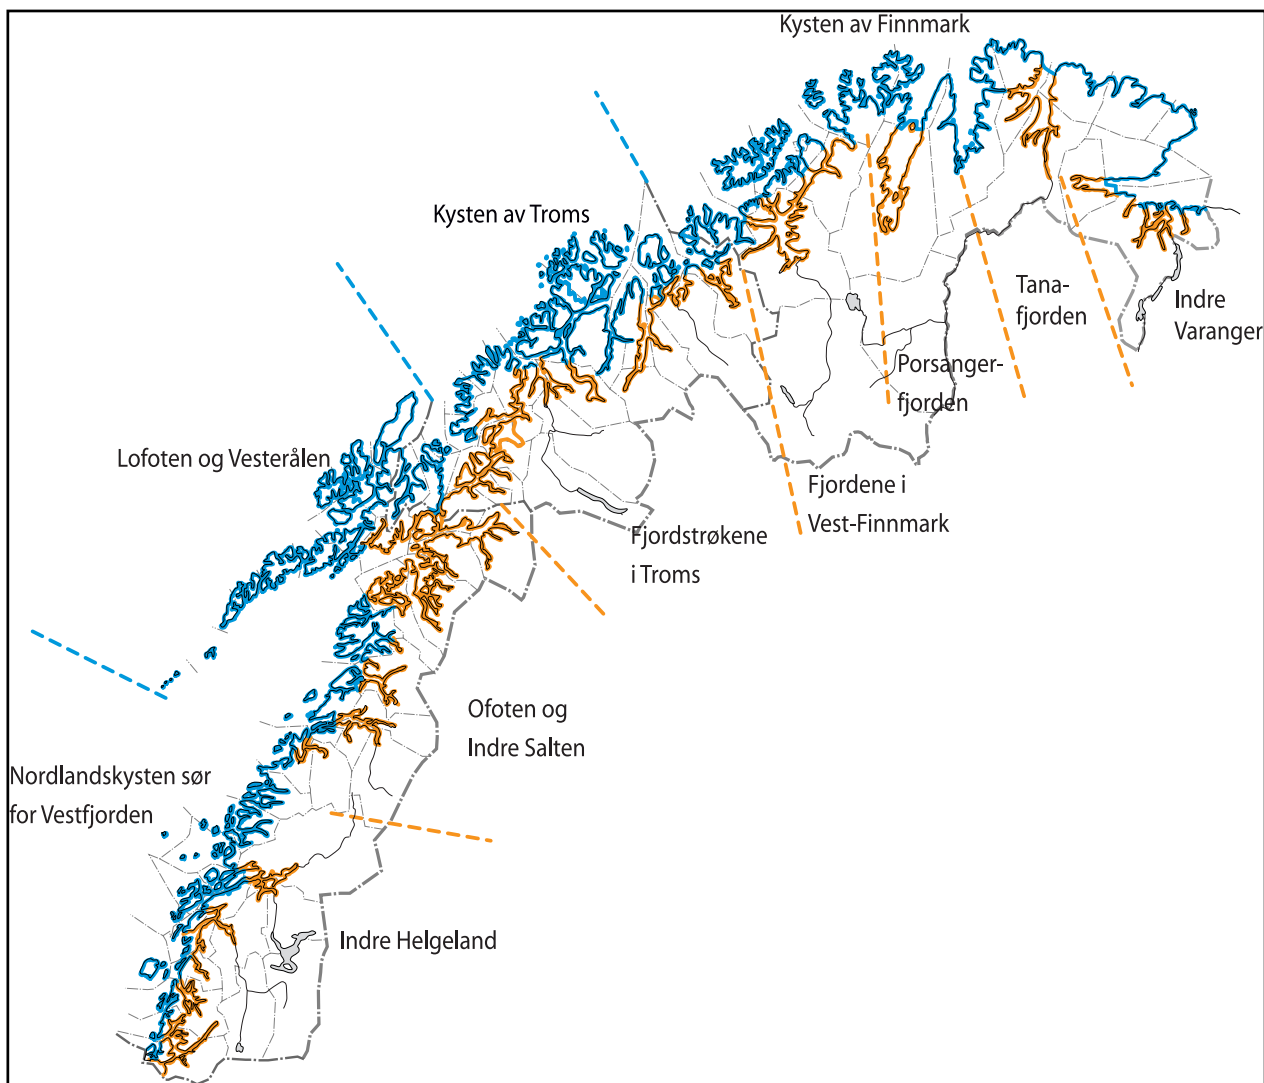 Kysten av Finnmark
Kysten av Troms
Tana-
fjorden
Indre
Varanger
Porsanger-
fjorden
Lofoten og Vesterålen
Fjordene i
Vest-Finnmark
Fjordstrøkene
i Troms
Ofoten og
Indre Salten
Nordlandskysten sør
for Vestfjorden
Indre Helgeland